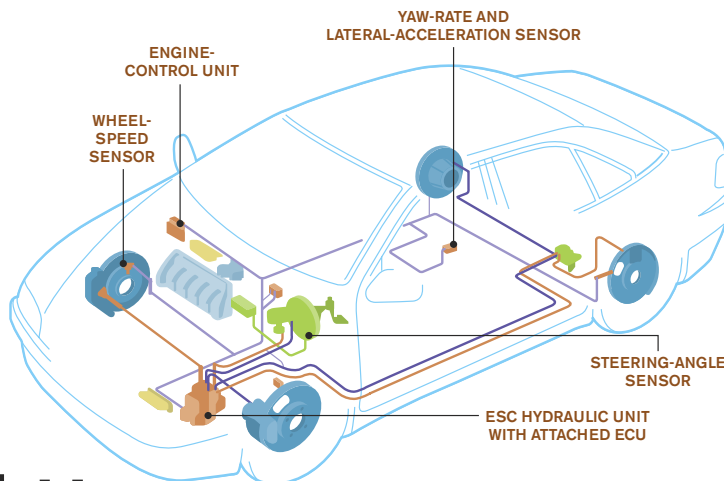 YAW-RATE AND
LATERAL-ACCELERATION SENSOR
ENGINE-
CONTROL UNIT
WHEEL-
SPEED
SENSOR
STEERING-ANGLE
SENSOR
ESC HYDRAULIC UNIT
WITH ATTACHED ECU